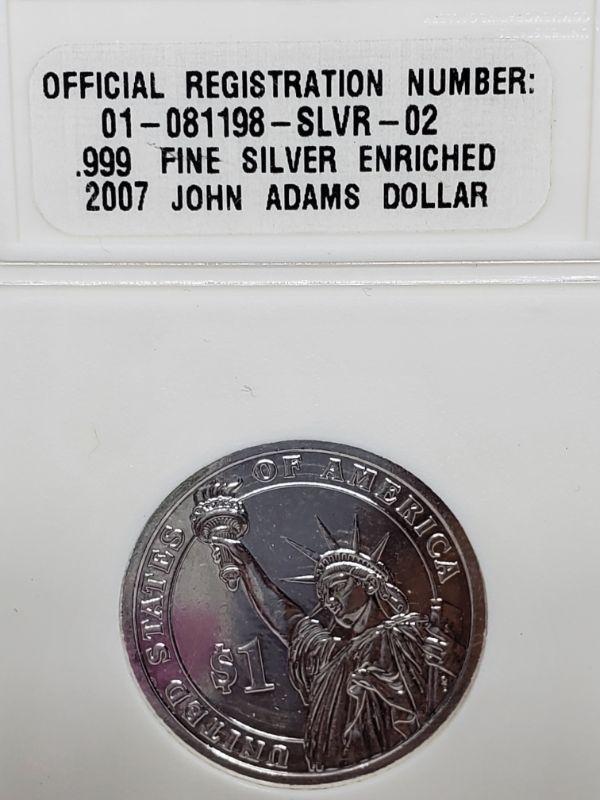 OFFICIAL REGISTRATION NUMBER:
01-081198-SLVR-02
.999 FINE SILVER ENRICHED
2007 JOHN ADAMS DOLLAR
UNITED STATES OF AMERICA
$1